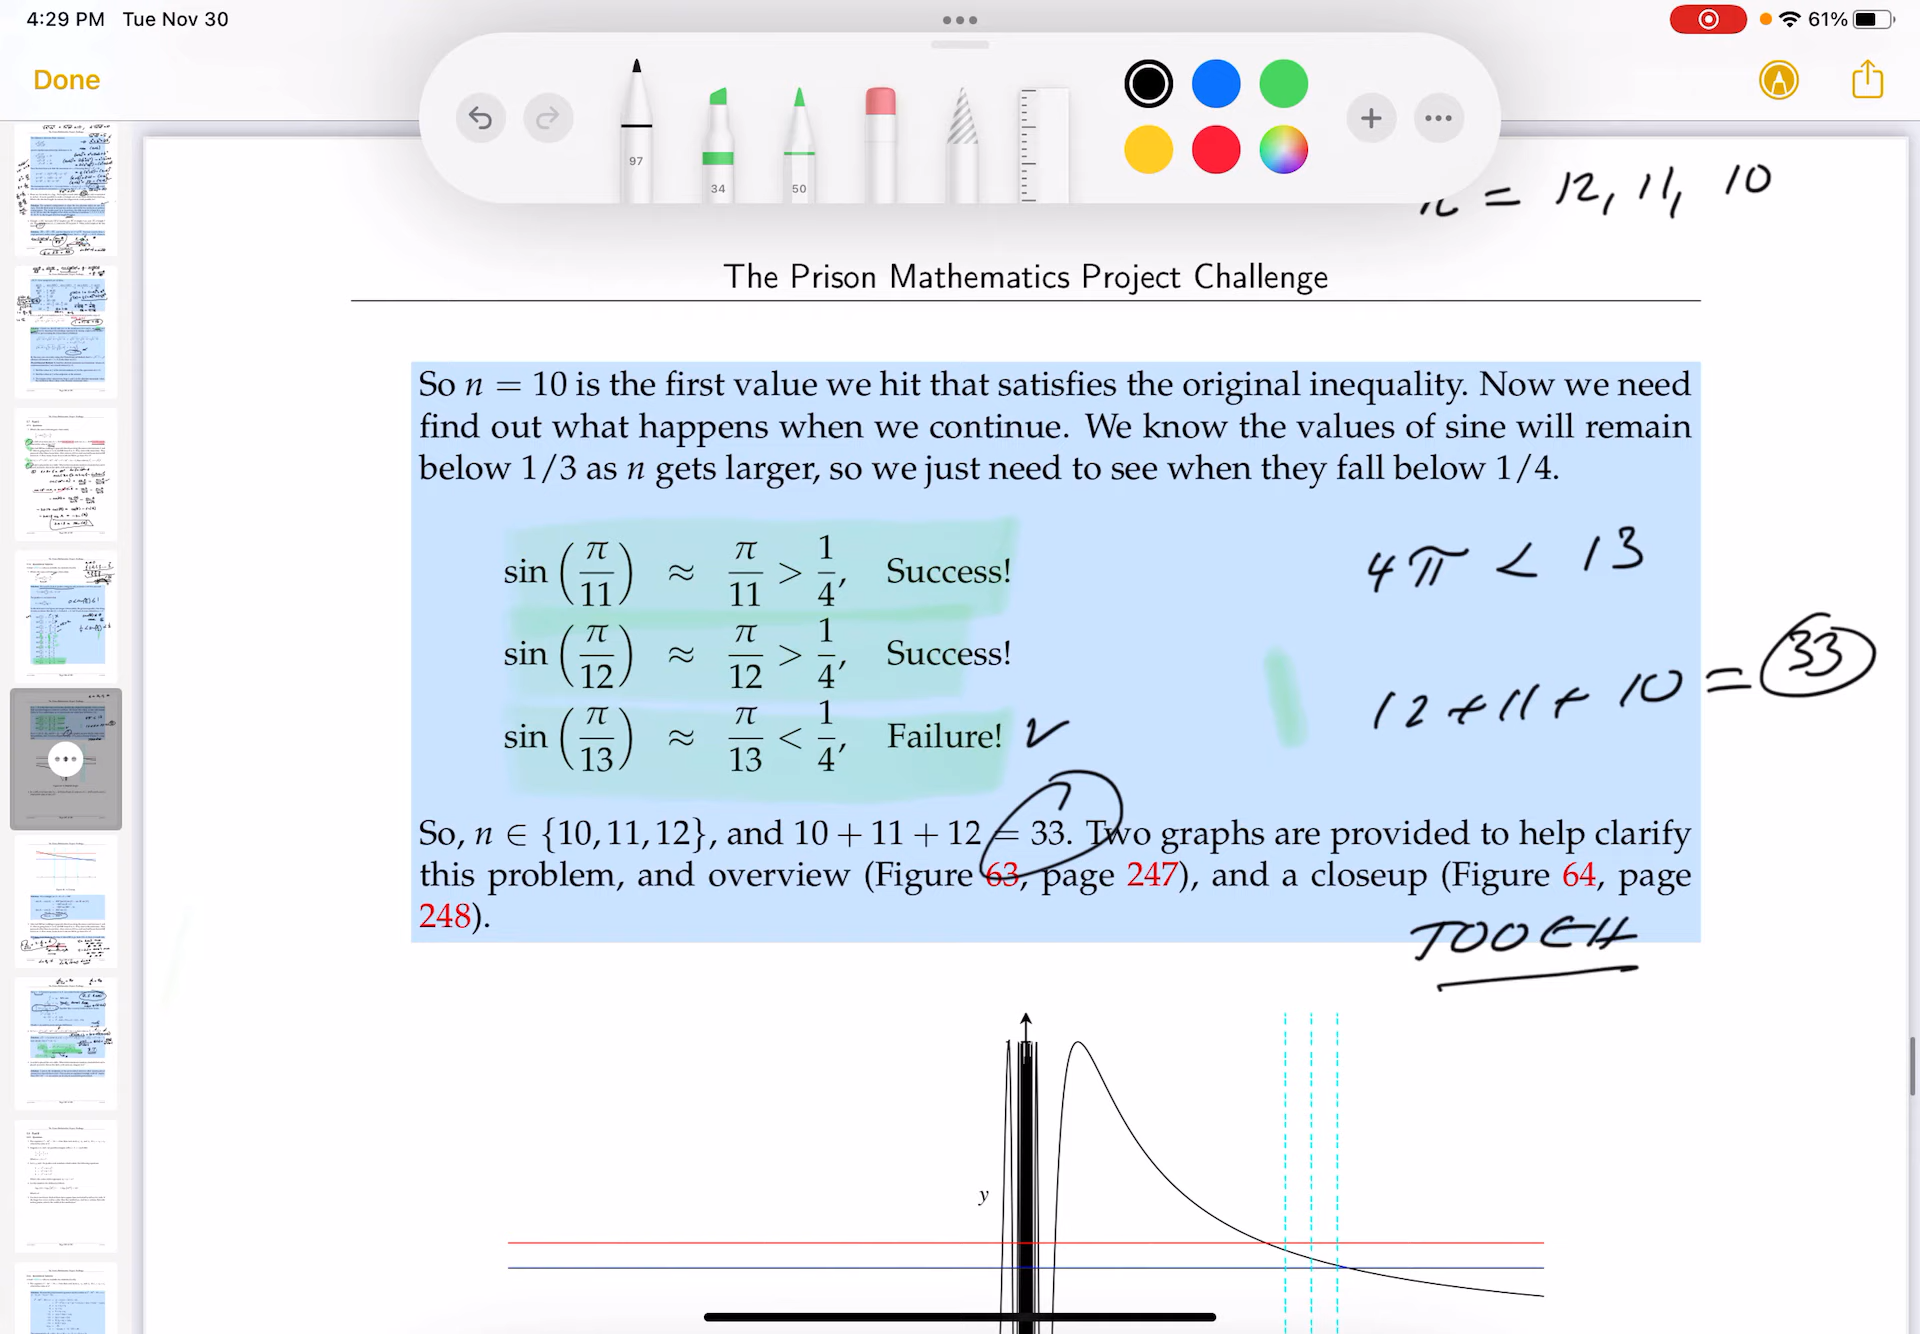 4:29 PM Tue Nov 30
61%
Done
97
34
50
= 12, 11, 10
The Prison Mathematics Project Challenge
So n = 10 is the first value we hit that satisfies the original inequality. Now we need
find out what happens when we continue. We know the values of sine will remain
below 1/3 as n gets larger, so we just need to see when they fall below 1/4.
sin (π/11) ≈ π/11 > 1/4, Success!
4π < 13
sin (π/12) ≈ π/12 > 1/4, Success!
12 + 11 + 10 = 33
sin (π/13) ≈ π/13 < 1/4, Failure!
So, n ∈ {10, 11, 12}, and 10 + 11 + 12 = 33. Two graphs are provided to help clarify
this problem, and overview (Figure 63, page 247), and a closeup (Figure 64, page
248).
y